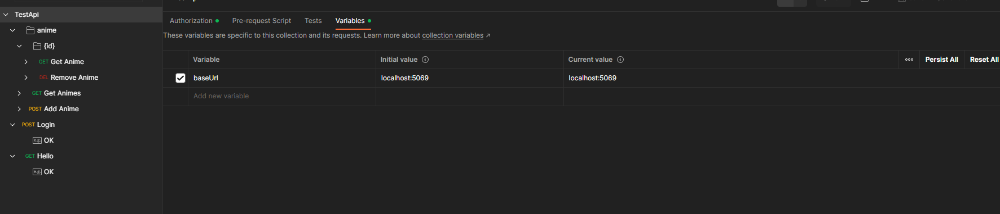 TestApi
anime
{id}
GET Get Anime
DEL Remove Anime
GET Get Animes
POST Add Anime
POST Login
e.g. OK
GET Hello
e.g. OK
Authorization Pre-request Script Tests Variables
These variables are specific to this collection and its requests. Learn more about collection variables ↗
Variable Initial value Current value Persist All Reset All
baseUrl localhost:5069 localhost:5069
Add new variable